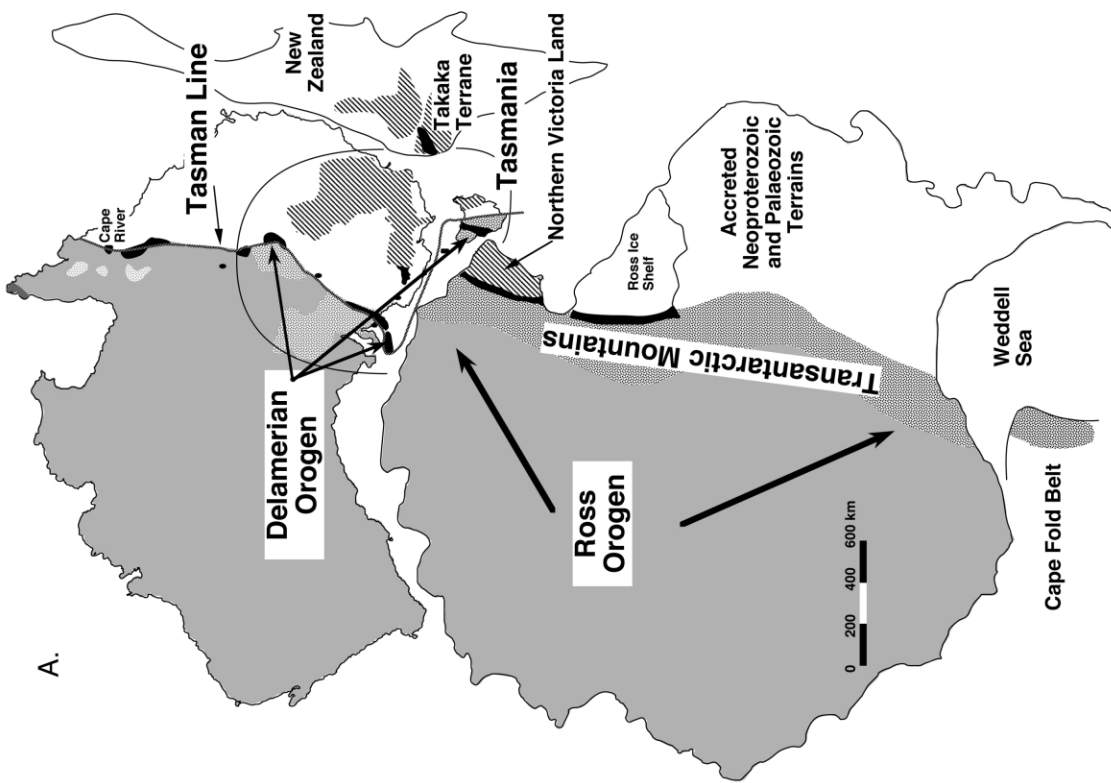 A.
Tasman Line
Cape
River
New
Zealand
Takaka
Terrane
Tasmania
Northern Victoria Land
Delamerian
Orogen
Ross Ice
Shelf
Accreted
Neoproterozoic
and Palaeozoic
Terrains
Transantarctic Mountains
Ross
Orogen
Weddell
Sea
Cape Fold Belt
0 200 400 600 km